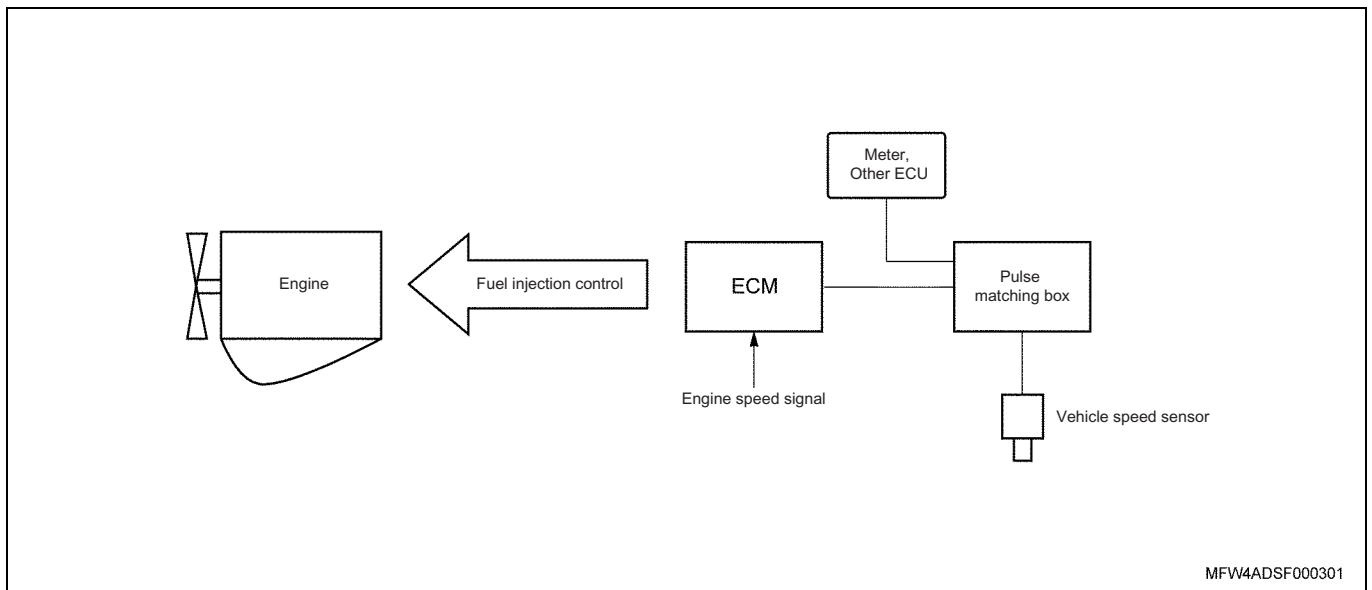 Meter,
Other ECU
Engine
Fuel injection control
ECM
Pulse
matching box
Engine speed signal
Vehicle speed sensor
MFW4ADSF000301